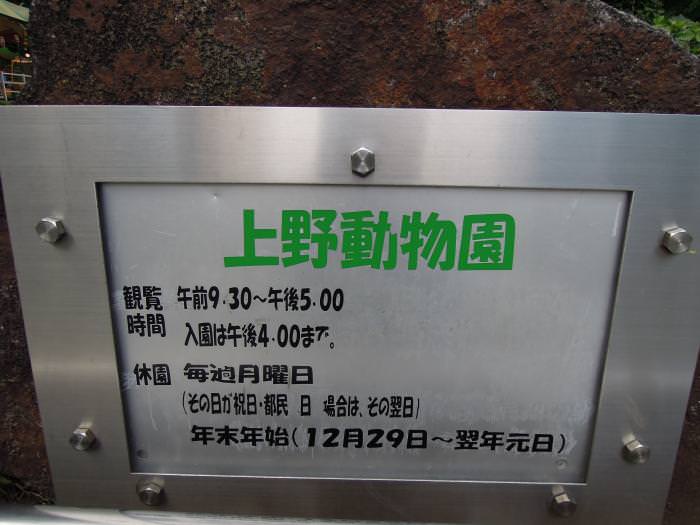 上野動物園
観覧時間 午前9.30～午後5.00
入園は午後4.00まで。
休園 毎週月曜日
(その日が祝日・都民 日 場合は、その翌日)
年末年始(12月29日～翌年元日)